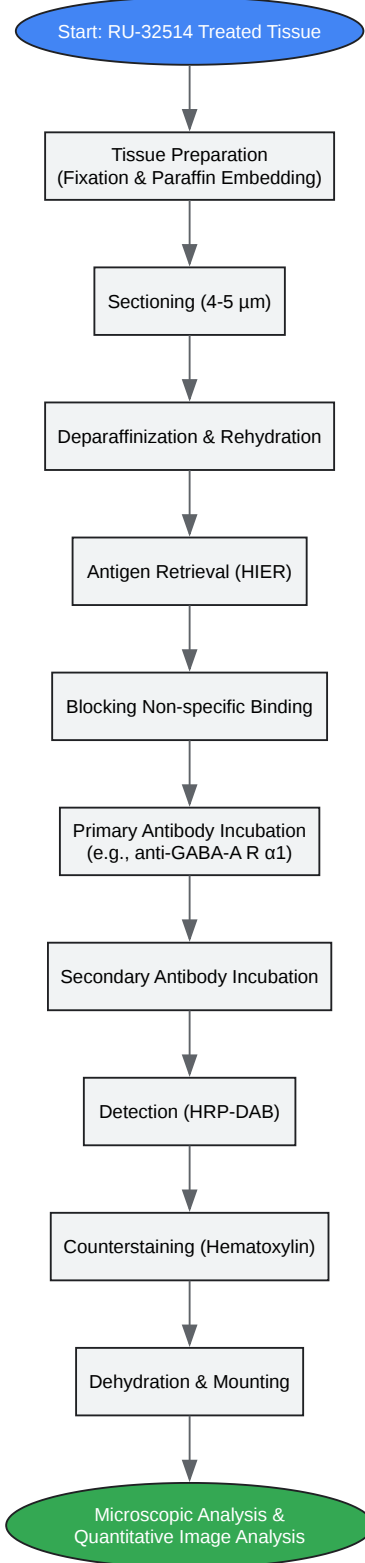 Start: RU-32514 Treated Tissue
Tissue Preparation
(Fixation & Paraffin Embedding)
Sectioning (4-5 µm)
Deparaffinization & Rehydration
Antigen Retrieval (HIER)
Blocking Non-specific Binding
Primary Antibody Incubation
(e.g., anti-GABA-A R α1)
Secondary Antibody Incubation
Detection (HRP-DAB)
Counterstaining (Hematoxylin)
Dehydration & Mounting
Microscopic Analysis &
Quantitative Image Analysis